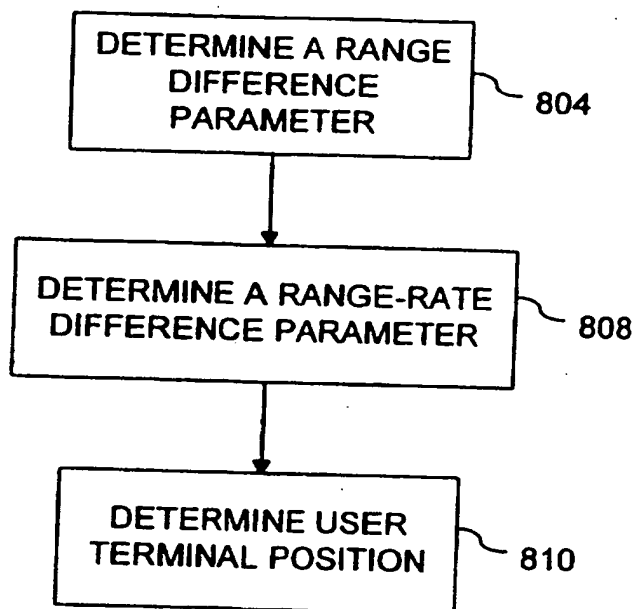 DETERMINE A RANGE
DIFFERENCE
PARAMETER
804
DETERMINE A RANGE-RATE
DIFFERENCE PARAMETER
808
DETERMINE USER
TERMINAL POSITION
810